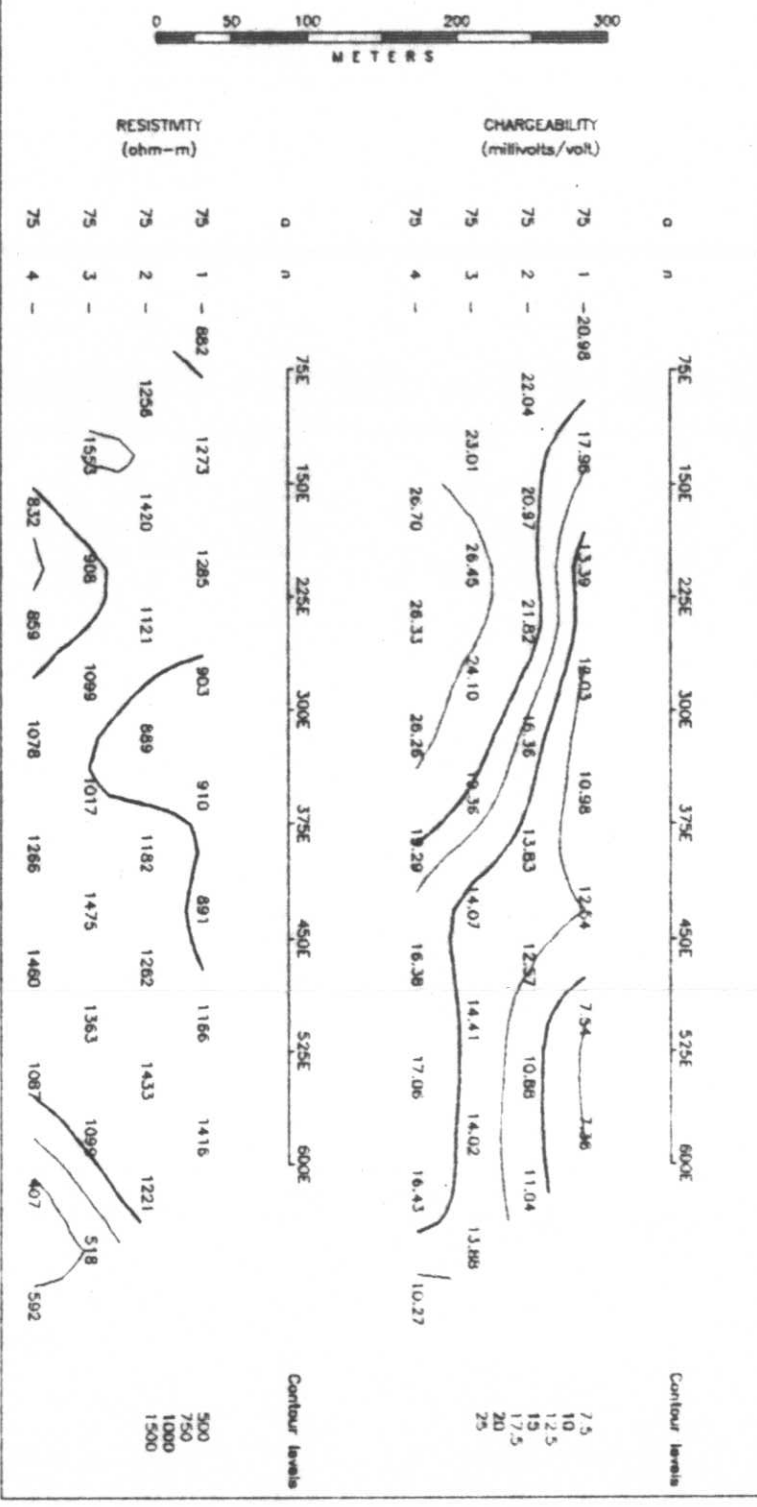 0 50 100 200 300
METERS
CHARGEABILITY
(millivolts/volt)
a n 75E 150E 225E 300E 375E 450E 525E 600E Contour levels
75 1 - 20.98 17.96 13.39 10.98 12.54 7.54 7.36
75 2 - 22.04 20.97 21.82 16.36 13.83 12.57 10.88 11.04
75 3 - 23.01 26.45 24.10 19.36 14.07 14.41 14.02 13.88
75 4 - 26.70 28.33 28.26 19.29 16.38 17.06 16.43 10.27
7.5
10
12.5
15
17.5
20
25
RESISTIVITY
(ohm-m)
a n 75E 150E 225E 300E 375E 450E 525E 600E Contour levels
75 1 - 882 1273 1285 903 910 891 1166 1416
75 2 - 1256 1420 1121 889 1182 1262 1433 1221
75 3 - 1553 908 1099 1017 1475 1363 1099 518
75 4 - 832 859 1078 1266 1460 1087 407 592
500
750
1000
1500